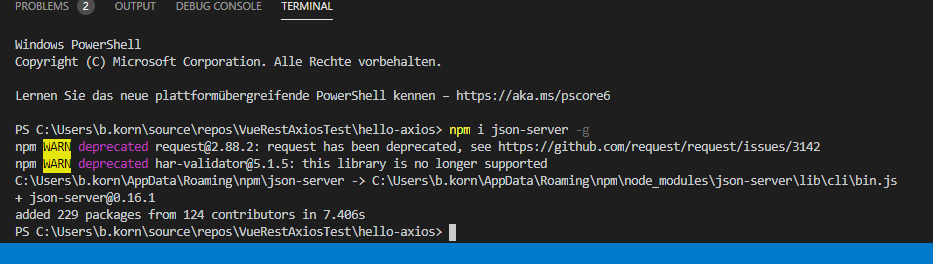 PROBLEMS 2 OUTPUT DEBUG CONSOLE TERMINAL
Windows PowerShell
Copyright (C) Microsoft Corporation. Alle Rechte vorbehalten.
Lernen Sie das neue plattformübergreifende PowerShell kennen – https://aka.ms/pscore6
PS C:\Users\b.korn\source\repos\VueRestAxiosTest\hello-axios> npm i json-server -g
npm WARN deprecated request@2.88.2: request has been deprecated, see https://github.com/request/request/issues/3142
npm WARN deprecated har-validator@5.1.5: this library is no longer supported
C:\Users\b.korn\AppData\Roaming\npm\json-server -> C:\Users\b.korn\AppData\Roaming\npm\node_modules\json-server\lib\cli\bin.js
+ json-server@0.16.1
added 229 packages from 124 contributors in 7.406s
PS C:\Users\b.korn\source\repos\VueRestAxiosTest\hello-axios>